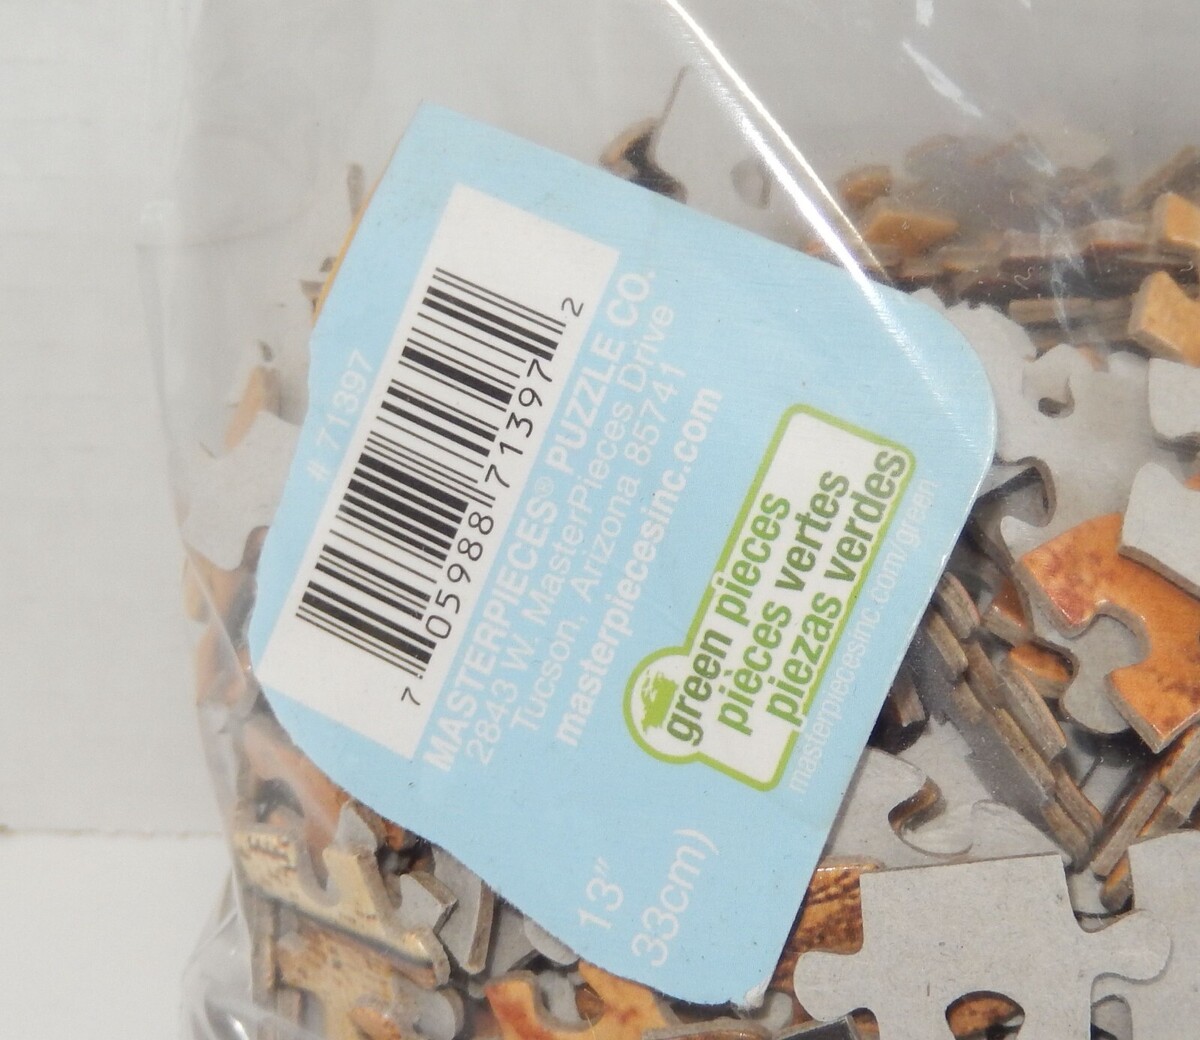 # 71397
7 05988 71397 2
MASTERPIECES® PUZZLE CO.
2843 W. MasterPieces Drive
Tucson, Arizona 85741
masterpiecesinc.com
green pieces
pièces vertes
piezas verdes
masterpiecesinc.com/green
13"
33cm)